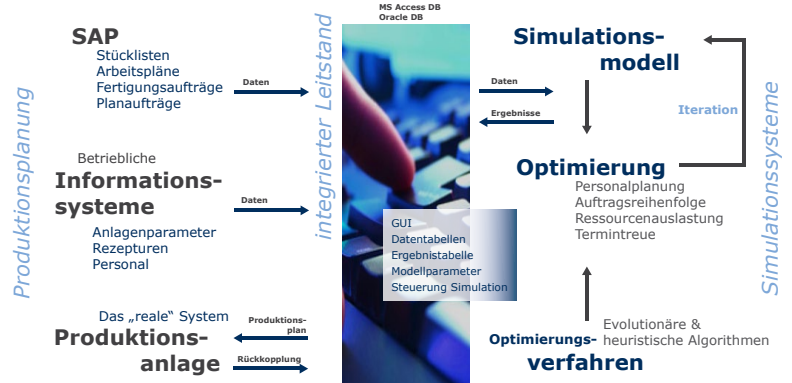 MS Access DB
Oracle DB
Produktionsplanung
SAP
Stücklisten
Arbeitspläne
Fertigungsaufträge
Planaufträge
Daten
Betriebliche
Informations-
systeme
Anlagenparameter
Rezepturen
Personal
Daten
Das „reale“ System
Produktions-
anlage
Produktions-
plan
Rückkopplung
integrierter Leitstand
GUI
Datentabellen
Ergebnistabelle
Modellparameter
Steuerung Simulation
Daten
Ergebnisse
Simulations-
modell
Iteration
Optimierung
Personalplanung
Auftragsreihenfolge
Ressourcenauslastung
Termintreue
Optimierungs-
verfahren
Evolutionäre &
heuristische Algorithmen
Simulationssysteme